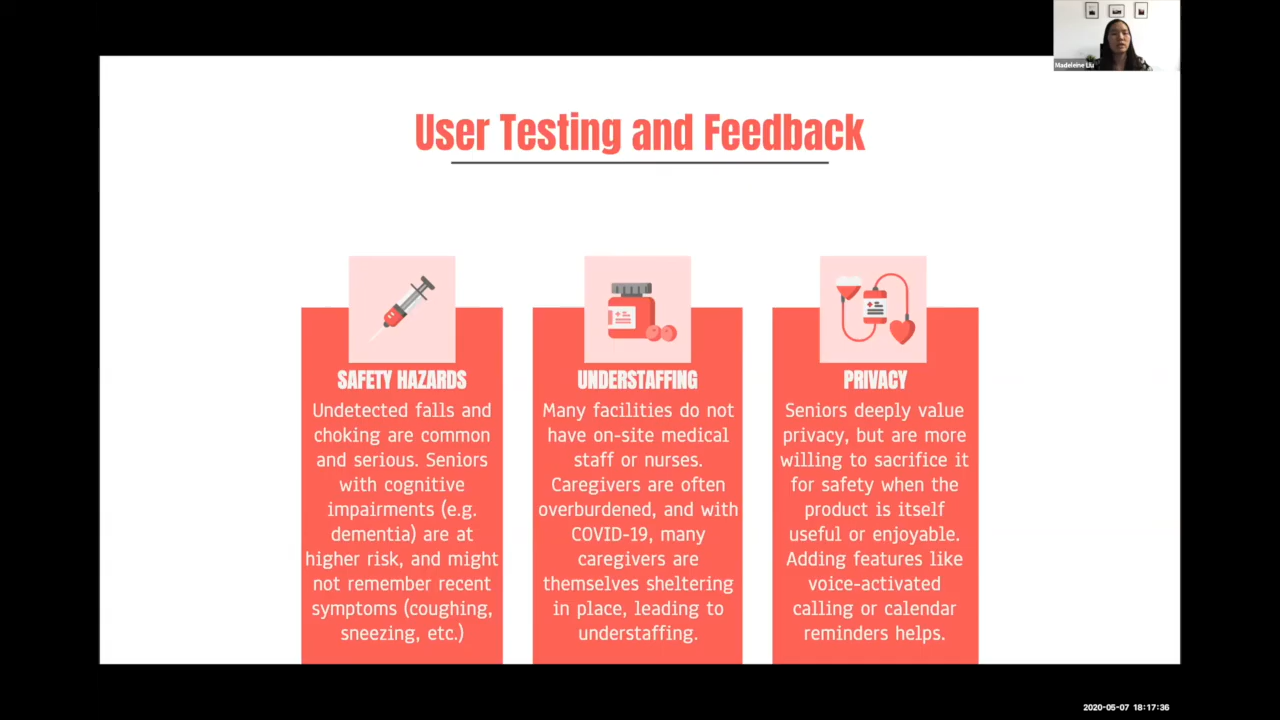 Madeleine Liu
User Testing and Feedback
SAFETY HAZARDS
Undetected falls and
choking are common
and serious. Seniors
with cognitive
impairments (e.g.
dementia) are at
higher risk, and might
not remember recent
symptoms (coughing,
sneezing, etc.)
UNDERSTAFFING
Many facilities do not
have on-site medical
staff or nurses.
Caregivers are often
overburdened, and with
COVID-19, many
caregivers are
themselves sheltering
in place, leading to
understaffing.
PRIVACY
Seniors deeply value
privacy, but are more
willing to sacrifice it
for safety when the
product is itself
useful or enjoyable.
Adding features like
voice-activated
calling or calendar
reminders helps.
2020-05-07 18:17:36